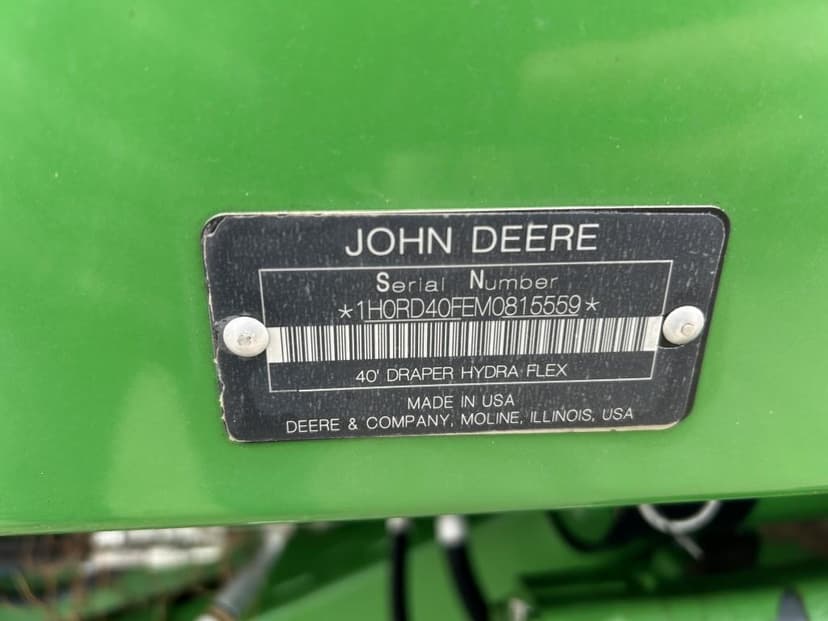 JOHN DEERE
Serial Number
*1H0RD40FEM0815559*
40' DRAPER HYDRA FLEX
MADE IN USA
DEERE & COMPANY, MOLINE, ILLINOIS, USA